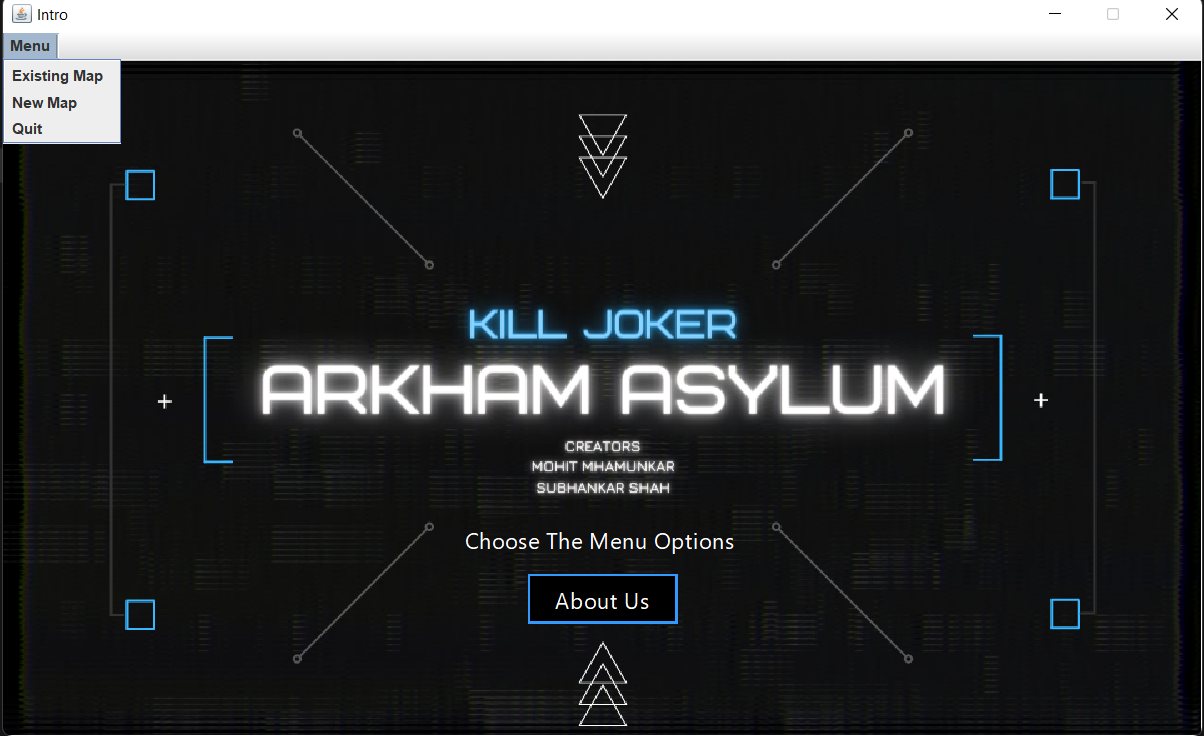 Intro
Menu
Existing Map
New Map
Quit
KILL JOKER
ARKHAM ASYLUM
CREATORS
MOHIT MHAMUNKAR
SUBHANKAR SHAH
Choose The Menu Options
About Us